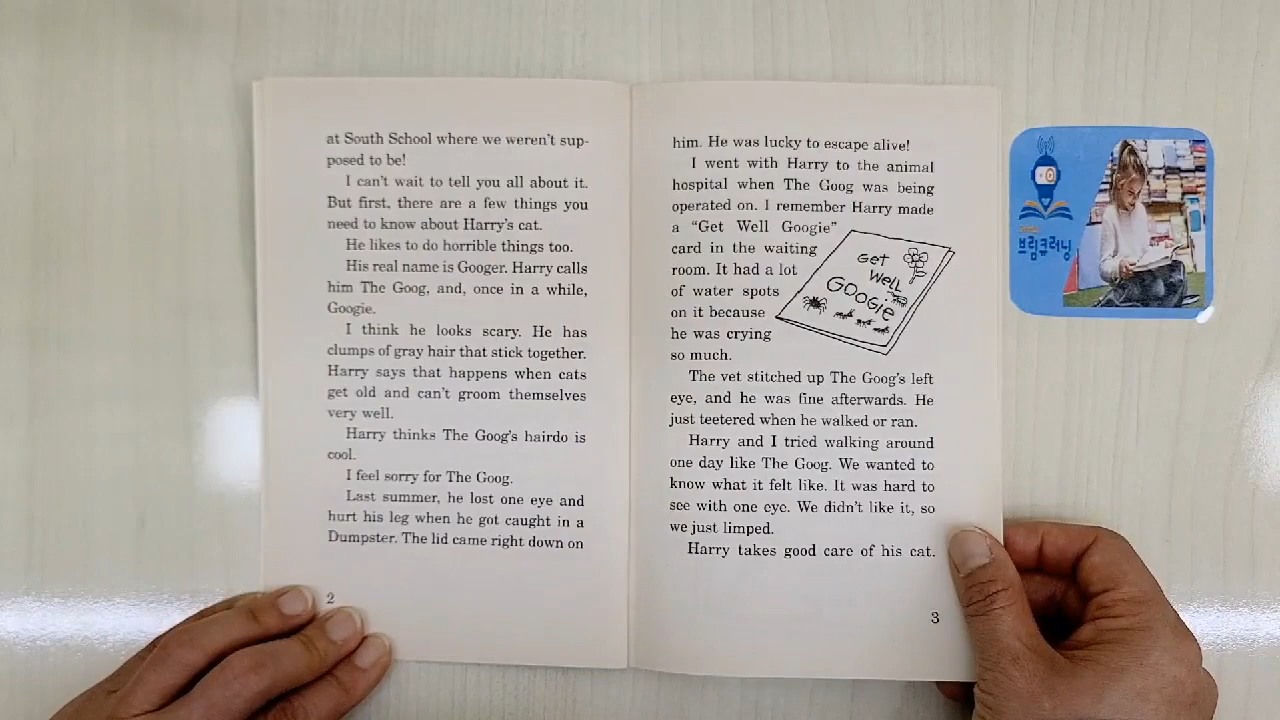 at South School where we weren't sup-
posed to be!
I can't wait to tell you all about it.
But first, there are a few things you
need to know about Harry's cat.
He likes to do horrible things too.
His real name is Googer. Harry calls
him The Goog, and, once in a while,
Googie.
I think he looks scary. He has
clumps of gray hair that stick together.
Harry says that happens when cats
get old and can't groom themselves
very well.
Harry thinks The Goog's hairdo is
cool.
I feel sorry for The Goog.
Last summer, he lost one eye and
hurt his leg when he got caught in a
Dumpster. The lid came right down on
2
him. He was lucky to escape alive!
I went with Harry to the animal
hospital when The Goog was being
operated on. I remember Harry made
a "Get Well Googie"
card in the waiting
room. It had a lot
of water spots
on it because
he was crying
so much.
Get
Well
GOOGie
The vet stitched up The Goog's left
eye, and he was fine afterwards. He
just teetered when he walked or ran.
Harry and I tried walking around
one day like The Goog. We wanted to
know what it felt like. It was hard to
see with one eye. We didn't like it, so
we just limped.
Harry takes good care of his cat.
3
브림큐러닝